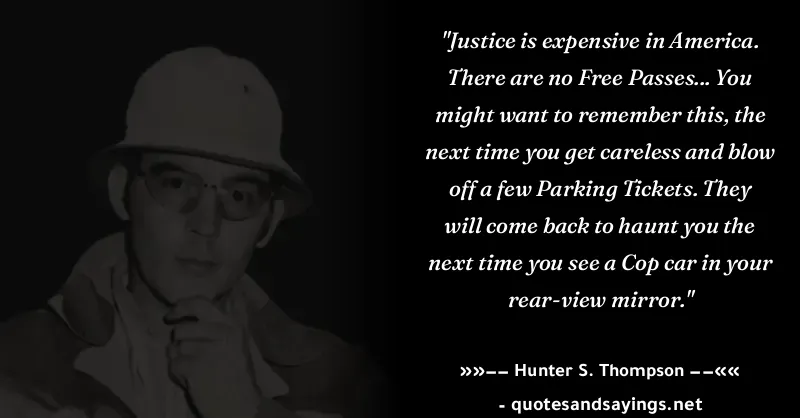 "Justice is expensive in America.
There are no Free Passes... You
might want to remember this, the
next time you get careless and blow
off a few Parking Tickets. They
will come back to haunt you the
next time you see a Cop car in your
rear-view mirror."
»»–– Hunter S. Thompson ––««
- quotesandsayings.net